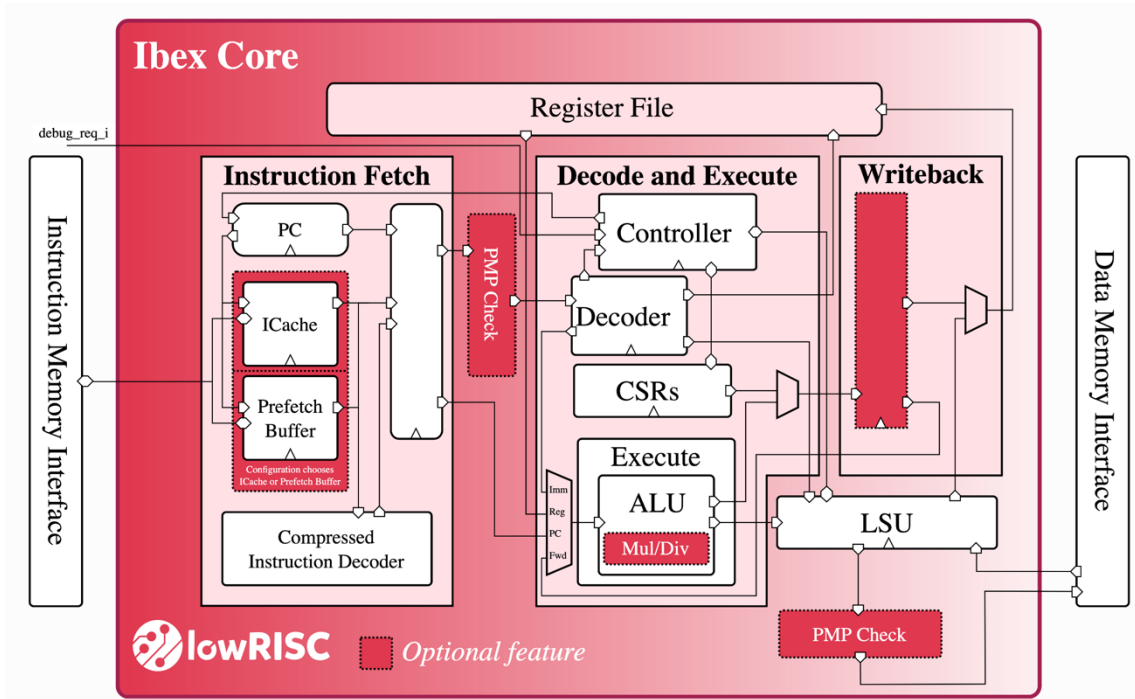 Ibex Core
Register File
debug_req_i
Instruction Fetch
Decode and Execute
Writeback
Instruction Memory Interface
PC
ICache
Prefetch
Buffer
Configuration chooses
ICache or Prefetch Buffer
Compressed
Instruction Decoder
PMP Check
Controller
Decoder
CSRs
Execute
ALU
Mul/Div
Imm
Reg
PC
Fwd
LSU
PMP Check
Data Memory Interface
lowRISC
Optional feature